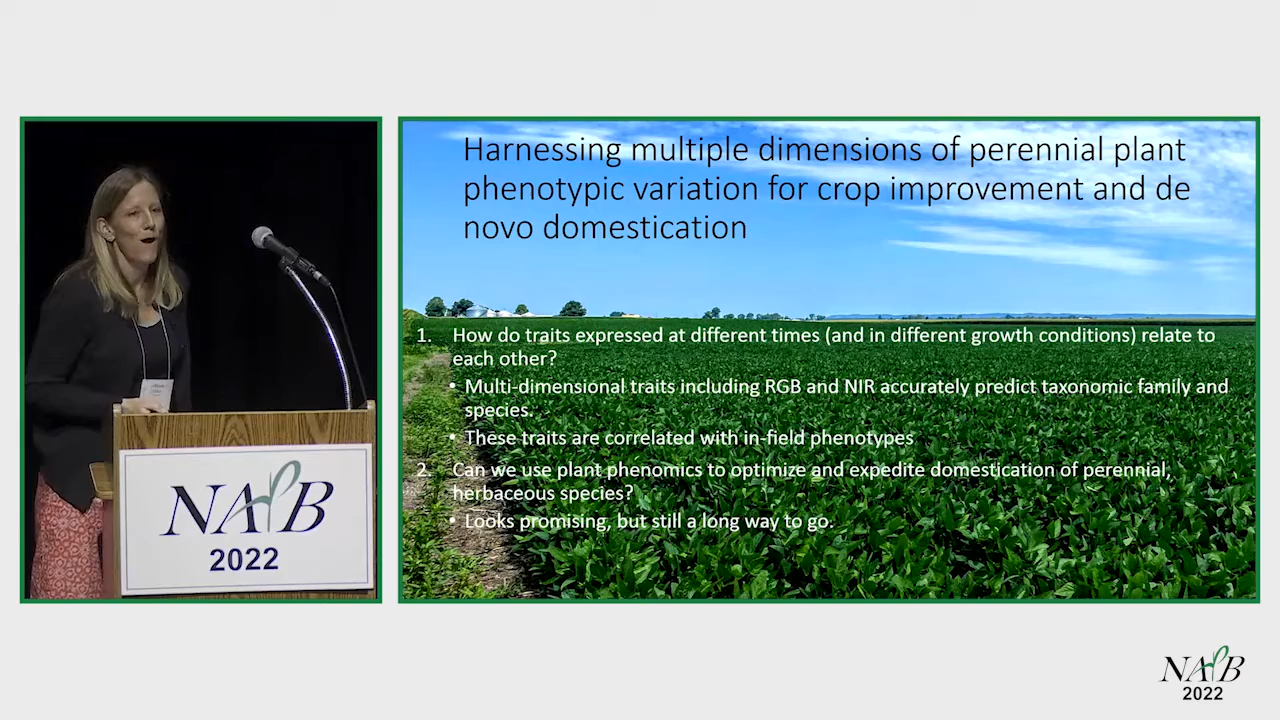 Harnessing multiple dimensions of perennial plant
phenotypic variation for crop improvement and de
novo domestication
1. How do traits expressed at different times (and in different growth conditions) relate to
each other?
• Multi-dimensional traits including RGB and NIR accurately predict taxonomic family and
species.
• These traits are correlated with in-field phenotypes
2. Can we use plant phenomics to optimize and expedite domestication of perennial,
herbaceous species?
• Looks promising, but still a long way to go.
NAPB
2022
NAPB
2022